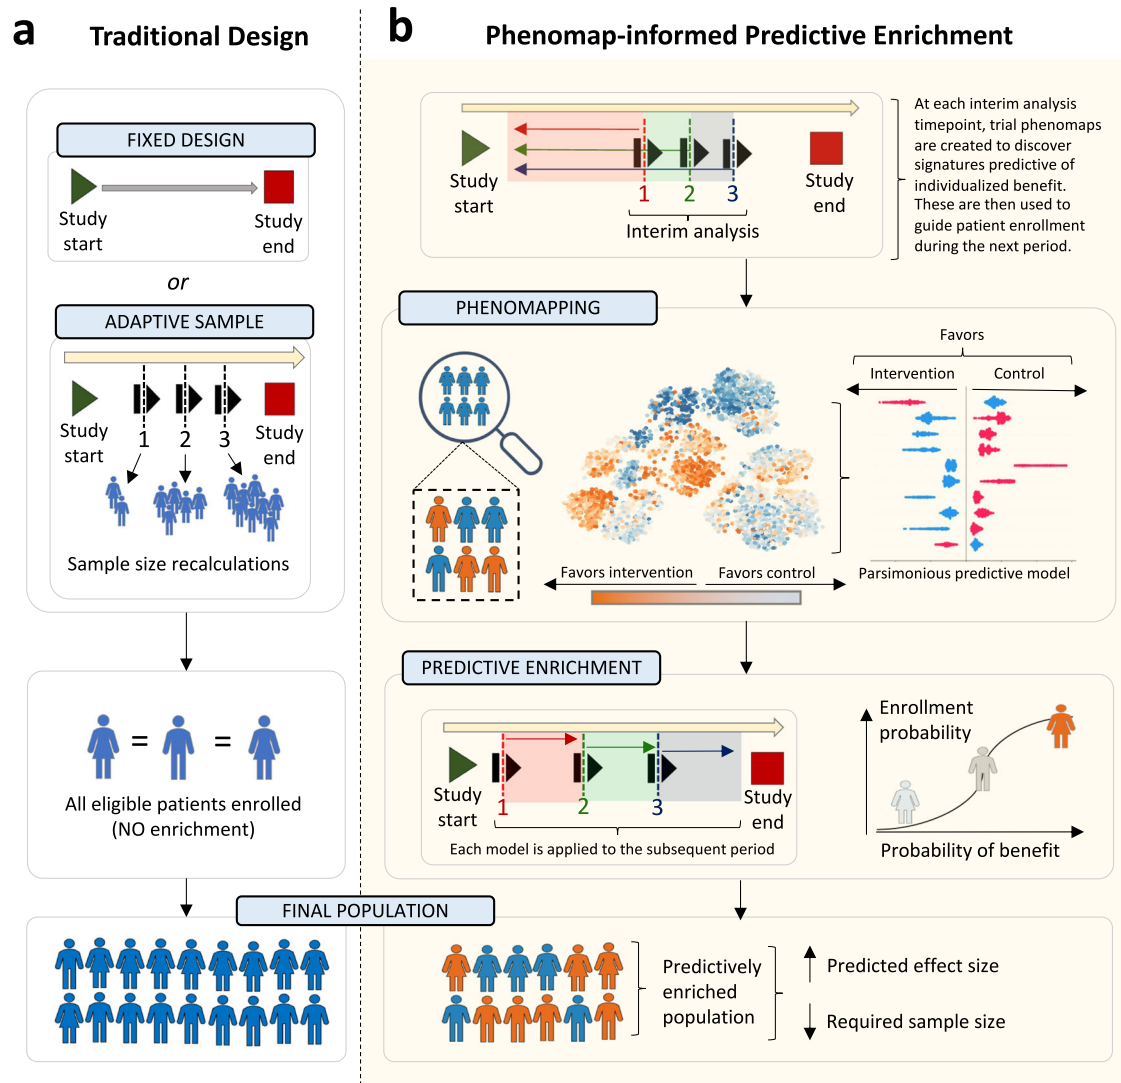 a
Traditional Design
FIXED DESIGN
Study
start
Study
end
or
ADAPTIVE SAMPLE
Study
start
1
2
3
Study
end
Sample size recalculations
=
=
All eligible patients enrolled
(NO enrichment)
FINAL POPULATION
b
Phenomap-informed Predictive Enrichment
Study
start
1
2
3
Interim analysis
Study
end
At each interim analysis
timepoint, trial phenomaps
are created to discover
signatures predictive of
individualized benefit.
These are then used to
guide patient enrollment
during the next period.
PHENOMAPPING
Favors intervention
Favors control
Favors
Intervention
Control
Parsimonious predictive model
PREDICTIVE ENRICHMENT
Study
start
1
2
3
Study
end
Each model is applied to the subsequent period
Enrollment
probability
Probability of benefit
Predictively
enriched
population
Predicted effect size
Required sample size